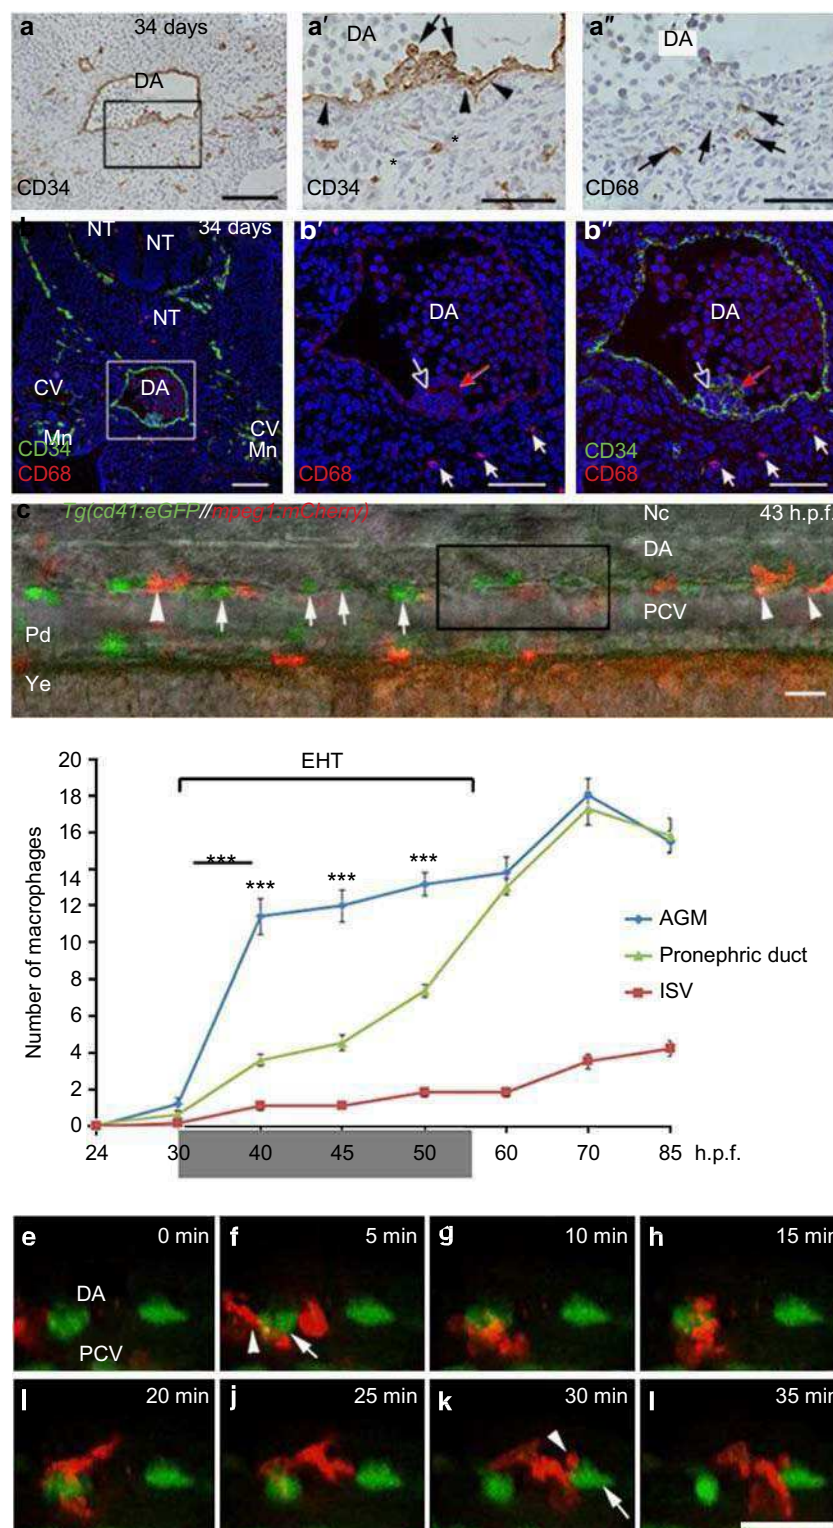 a 34 days DA CD34
a′ DA * * CD34
a″ DA CD68
NT NT 34 days NT CV DA Mn CV Mn CD34 CD68
b′ DA CD68
b″ DA CD34 CD68
c Tg(cd41:eGFP//mpeg1:mCherry) Nc 43 h.p.f.
DA
PCV
Pd
Ye
EHT
Number of macrophages
20
18
16
14
12
10
8
6
4
2
0
*** *** *** ***
AGM
Pronephric duct
ISV
24 30 40 45 50 60 70 85 h.p.f.
e 0 min DA PCV
f 5 min
g 10 min
h 15 min
l 20 min
j 25 min
k 30 min
l 35 min